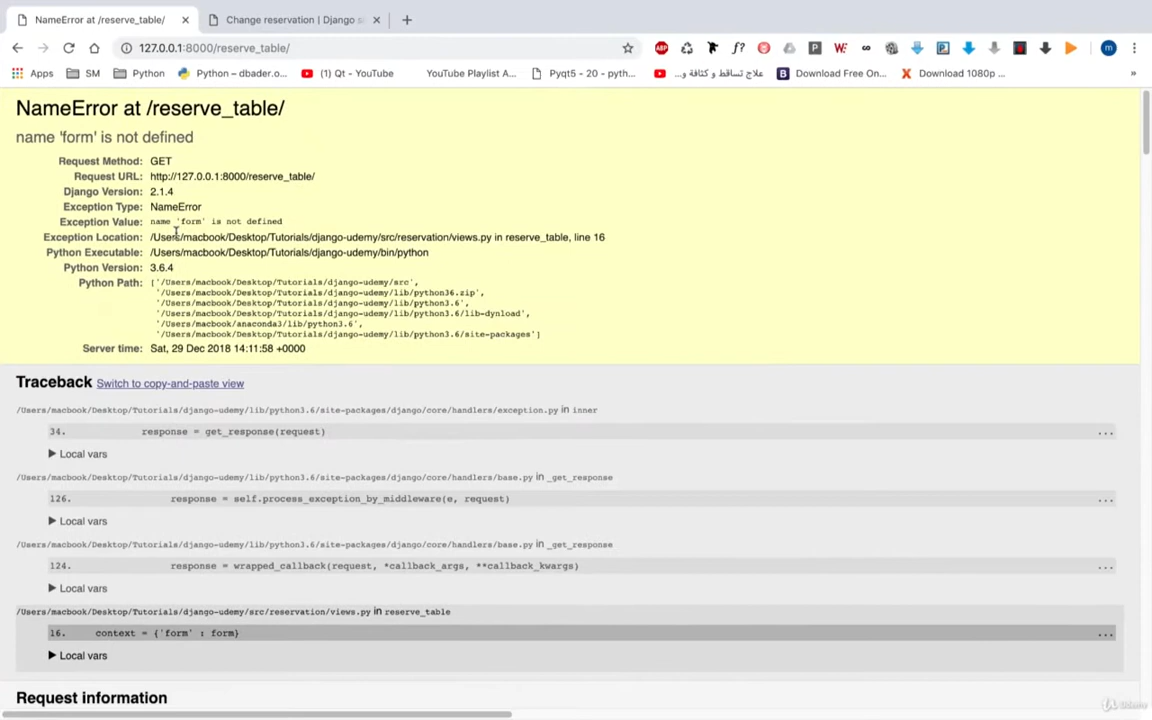 NameError at /reserve_table/
Change reservation | Django s
127.0.0.1:8000/reserve_table/
Apps SM Python Python – dbader.o... (1) Qt - YouTube YouTube Playlist A... Pyqt5 - 20 - pyth... علاج تساقط و كثافة و... Download Free On... Download 1080p ... »
NameError at /reserve_table/
name 'form' is not defined
Request Method: GET
Request URL: http://127.0.0.1:8000/reserve_table/
Django Version: 2.1.4
Exception Type: NameError
Exception Value: name 'form' is not defined
Exception Location: /Users/macbook/Desktop/Tutorials/django-udemy/src/reservation/views.py in reserve_table, line 16
Python Executable: /Users/macbook/Desktop/Tutorials/django-udemy/bin/python
Python Version: 3.6.4
Python Path: ['/Users/macbook/Desktop/Tutorials/django-udemy/src',
'/Users/macbook/Desktop/Tutorials/django-udemy/lib/python36.zip',
'/Users/macbook/Desktop/Tutorials/django-udemy/lib/python3.6',
'/Users/macbook/Desktop/Tutorials/django-udemy/lib/python3.6/lib-dynload',
'/Users/macbook/anaconda3/lib/python3.6',
'/Users/macbook/Desktop/Tutorials/django-udemy/lib/python3.6/site-packages']
Server time: Sat, 29 Dec 2018 14:11:58 +0000
Traceback Switch to copy-and-paste view
/Users/macbook/Desktop/Tutorials/django-udemy/lib/python3.6/site-packages/django/core/handlers/exception.py in inner
34. response = get_response(request) ...
▶ Local vars
/Users/macbook/Desktop/Tutorials/django-udemy/lib/python3.6/site-packages/django/core/handlers/base.py in _get_response
126. response = self.process_exception_by_middleware(e, request) ...
▶ Local vars
/Users/macbook/Desktop/Tutorials/django-udemy/lib/python3.6/site-packages/django/core/handlers/base.py in _get_response
124. response = wrapped_callback(request, *callback_args, **callback_kwargs) ...
▶ Local vars
/Users/macbook/Desktop/Tutorials/django-udemy/src/reservation/views.py in reserve_table
16. context = {'form' : form} ...
▶ Local vars
Request information